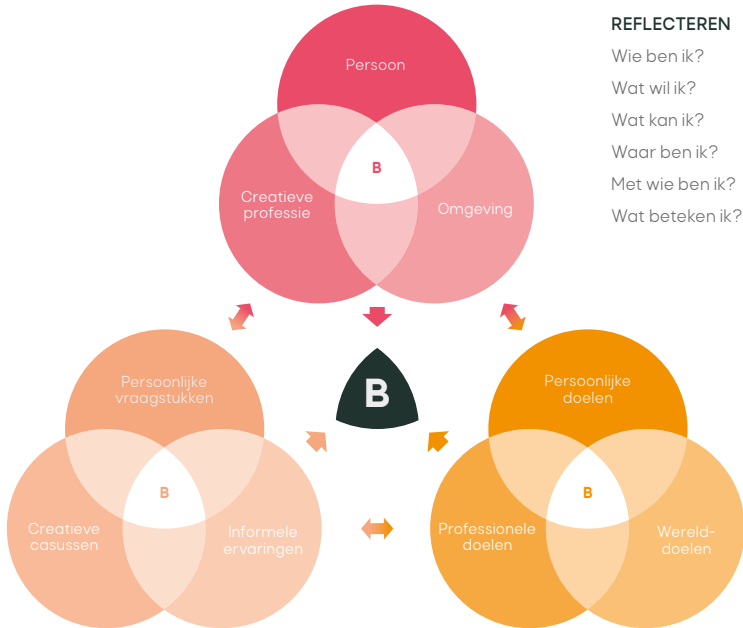 REFLECTEREN
Wie ben ik?
Wat wil ik?
Wat kan ik?
Waar ben ik?
Met wie ben ik?
Wat beteken ik?
Persoon
B
Creatieve
professie
Omgeving
B
Persoonlijke
vraagstukken
B
Creatieve
casussen
Informele
ervaringen
Persoonlijke
doelen
B
Professionele
doelen
Wereld-
doelen